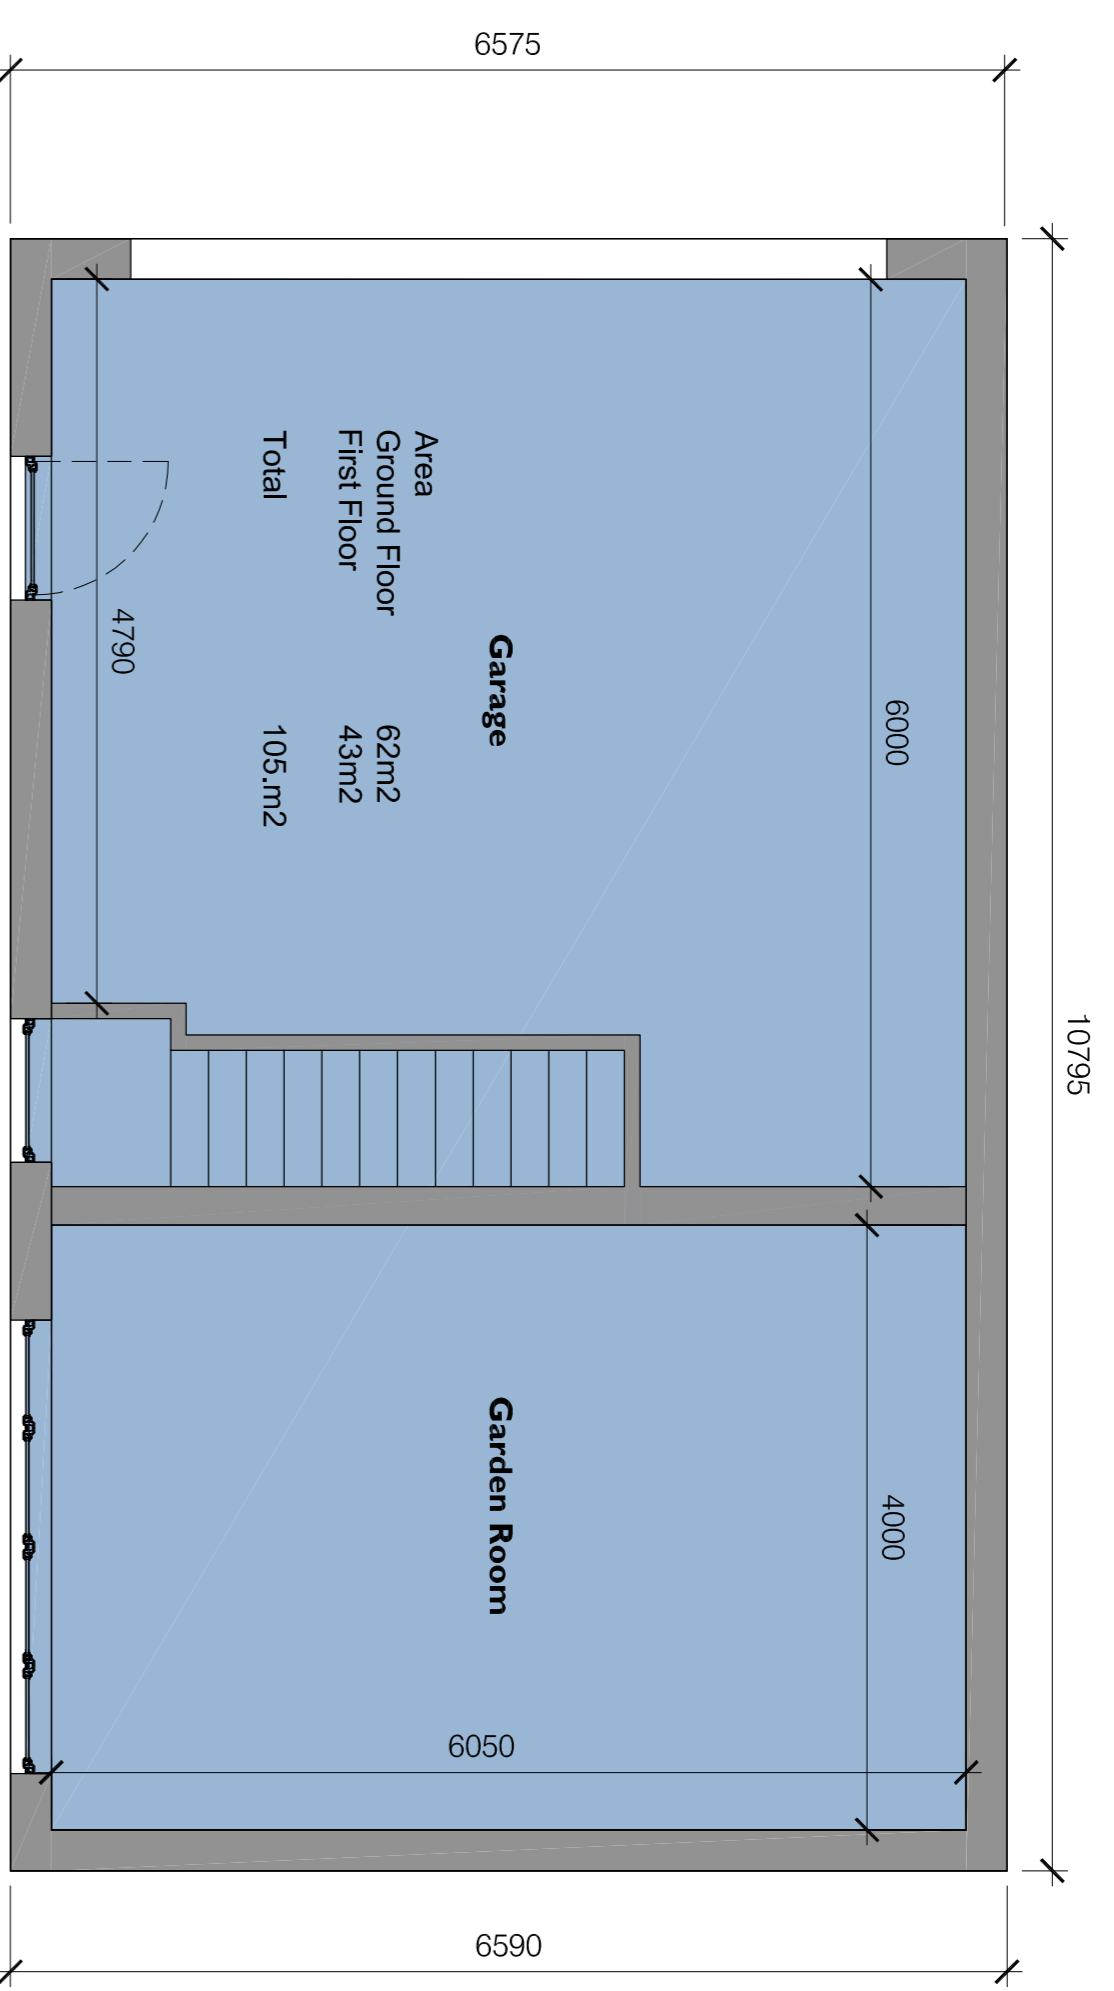 6575
10795
6000
Garage
Area
Ground Floor 62m2
First Floor 43m2
Total 105.m2
4790
4000
Garden Room
6050
6590